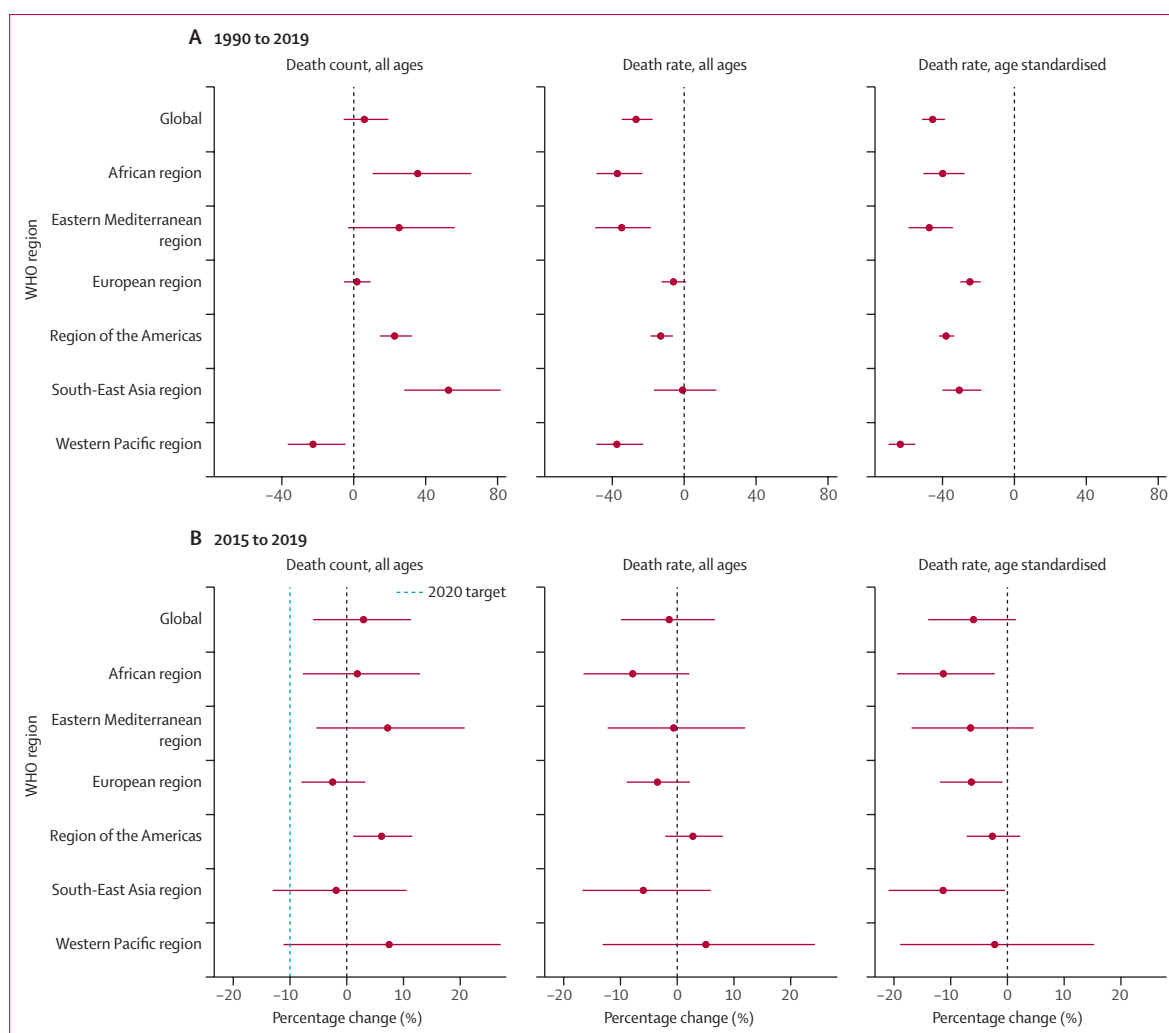 A 1990 to 2019
Death count, all ages
Death rate, all ages
Death rate, age standardised
WHO region
Global
African region
Eastern Mediterranean
region
European region
Region of the Americas
South-East Asia region
Western Pacific region
−40 0 40 80
−40 0 40 80
−40 0 40 80
B 2015 to 2019
Death count, all ages
Death rate, all ages
Death rate, age standardised
2020 target
WHO region
Global
African region
Eastern Mediterranean
region
European region
Region of the Americas
South-East Asia region
Western Pacific region
−20 −10 0 10 20
−20 −10 0 10 20
−20 −10 0 10 20
Percentage change (%)
Percentage change (%)
Percentage change (%)